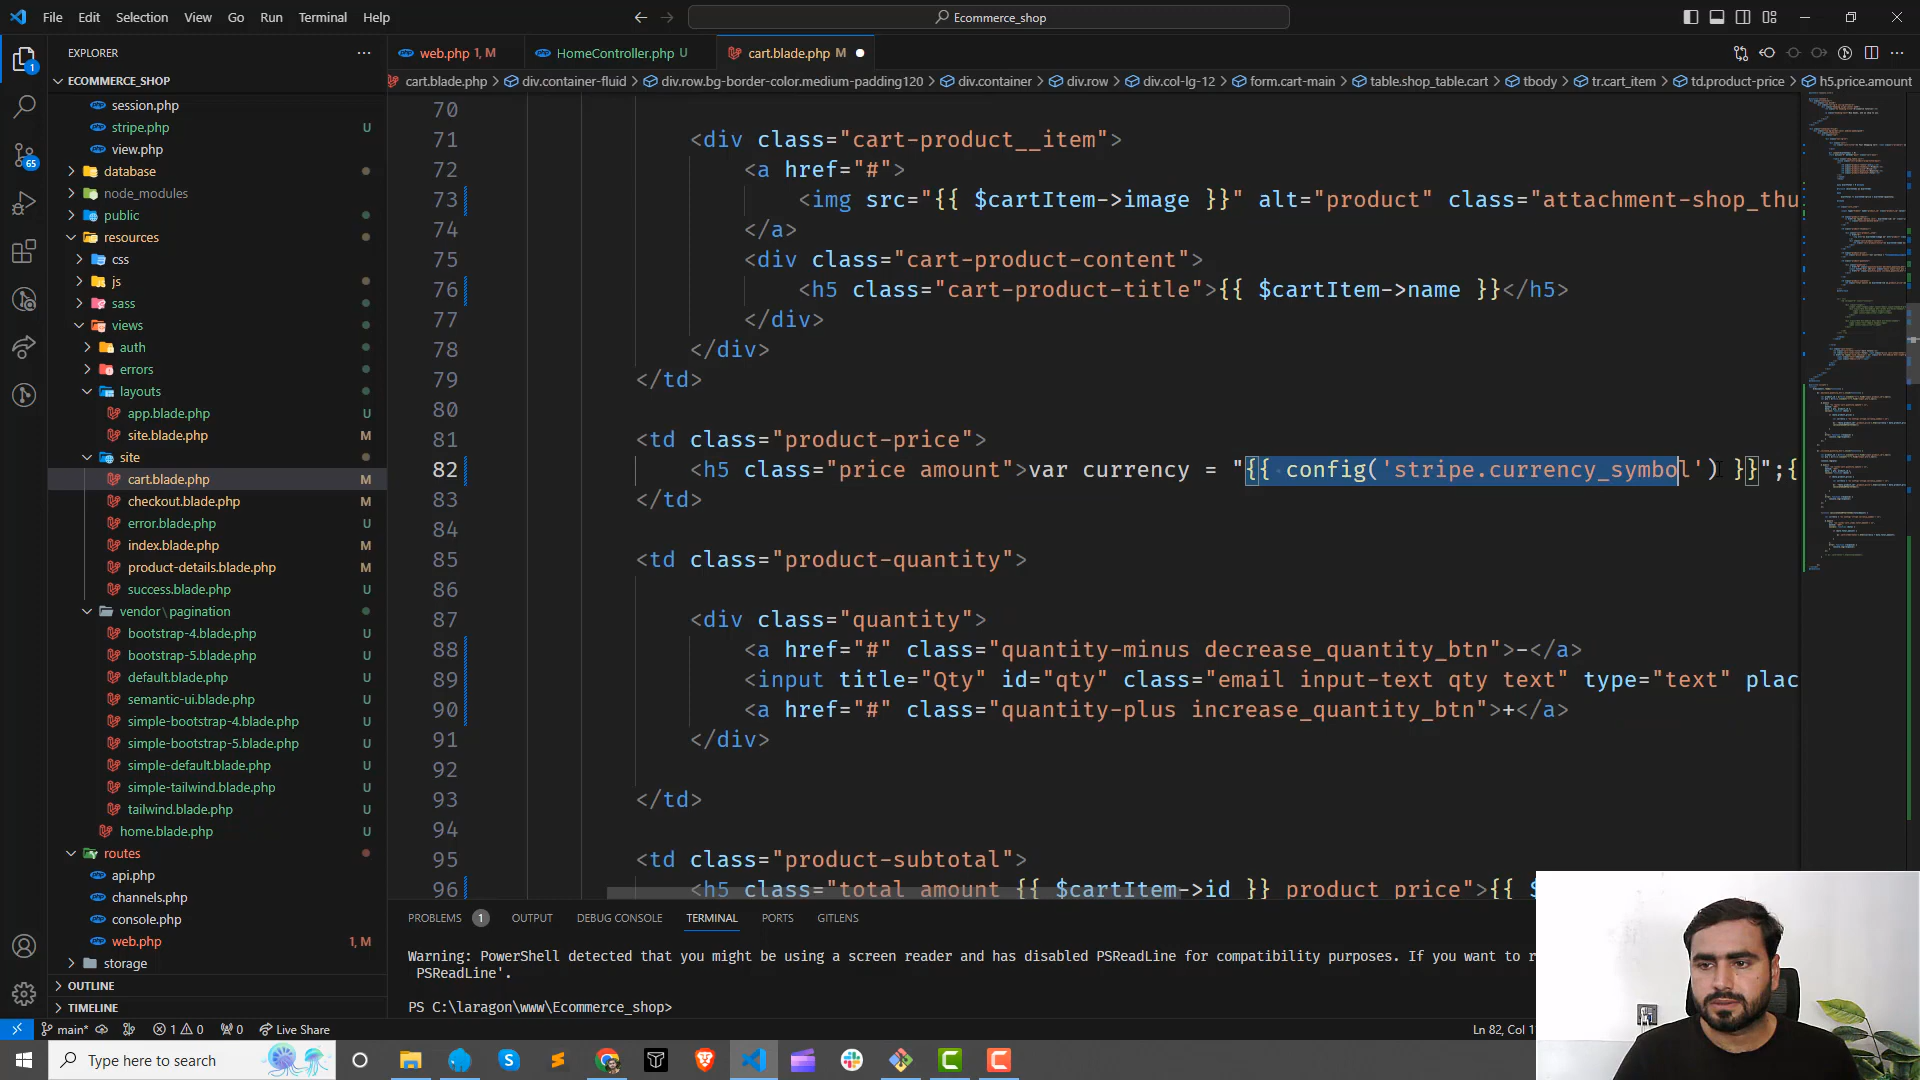 File Edit Selection View Go Run Terminal Help
Ecommerce_shop
EXPLORER
web.php 1, M
HomeController.php U
cart.blade.php M
ECOMMERCE_SHOP
cart.blade.php
div.container-fluid
div.row.bg-border-color.medium-padding120
div.container
div.row
div.col-lg-12
form.cart-main
table.shop_table.cart
tbody
tr.cart_item
td.product-price
h5.price.amount
session.php
stripe.php U
view.php
database
node_modules
public
resources
css
js
sass
views
auth
errors
layouts
app.blade.php U
site.blade.php M
site
cart.blade.php M
checkout.blade.php M
error.blade.php U
index.blade.php M
product-details.blade.php M
success.blade.php U
vendor\pagination
bootstrap-4.blade.php U
bootstrap-5.blade.php U
default.blade.php U
semantic-ui.blade.php U
simple-bootstrap-4.blade.php U
simple-bootstrap-5.blade.php U
simple-default.blade.php U
simple-tailwind.blade.php U
tailwind.blade.php U
home.blade.php U
routes
api.php
channels.php
console.php
web.php 1, M
storage
OUTLINE
TIMELINE
70
71 <div class="cart-product__item">
72 <a href="#">
73 <img src="{{ $cartItem->image }}" alt="product" class="attachment-shop_thu
74 </a>
75 <div class="cart-product-content">
76 <h5 class="cart-product-title">{{ $cartItem->name }}</h5>
77 </div>
78 </div>
79 </td>
80
81 <td class="product-price">
82 <h5 class="price amount">var currency = "{{ config('stripe.currency_symbol') }}";{
83 </td>
84
85 <td class="product-quantity">
86
87 <div class="quantity">
88 <a href="#" class="quantity-minus decrease_quantity_btn">-</a>
89 <input title="Qty" id="qty" class="email input-text qty text" type="text" plac
90 <a href="#" class="quantity-plus increase_quantity_btn">+</a>
91 </div>
92
93 </td>
94
95 <td class="product-subtotal">
96 <h5 class="total amount {{ $cartItem->id }} product price">{{ $
PROBLEMS 1 OUTPUT DEBUG CONSOLE TERMINAL PORTS GITLENS
Warning: PowerShell detected that you might be using a screen reader and has disabled PSReadLine for compatibility purposes. If you want to r
PSReadLine'.
PS C:\laragon\www\Ecommerce_shop>
main* 1 0 0 Live Share
Ln 82, Col 1
Type here to search
1
65